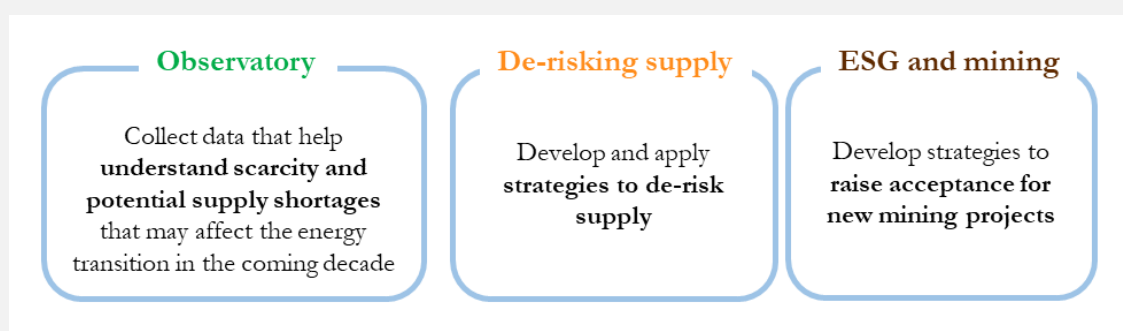 Observatory
Collect data that help
understand scarcity and
potential supply shortages
that may affect the energy
transition in the coming decade
De-risking supply
Develop and apply
strategies to de-risk
supply
ESG and mining
Develop strategies to
raise acceptance for
new mining projects